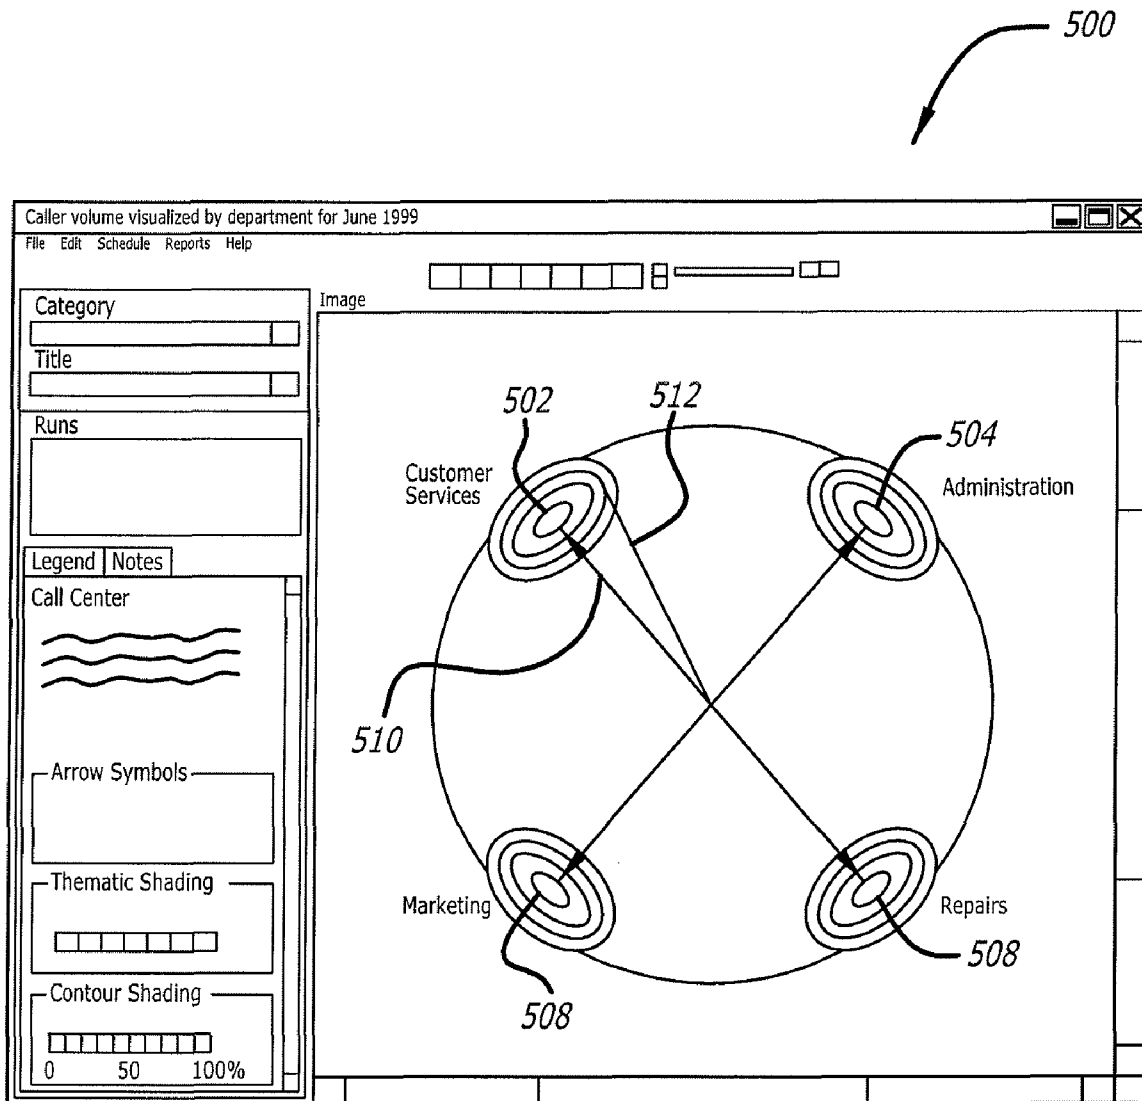 500
Caller volume visualized by department for June 1999
File Edit Schedule Reports Help
Category
Title
Runs
Legend Notes
Call Center
Arrow Symbols
Thematic Shading
Contour Shading
0 50 100%
Image
502
512
504
Customer
Services
Administration
510
Marketing
Repairs
508
508